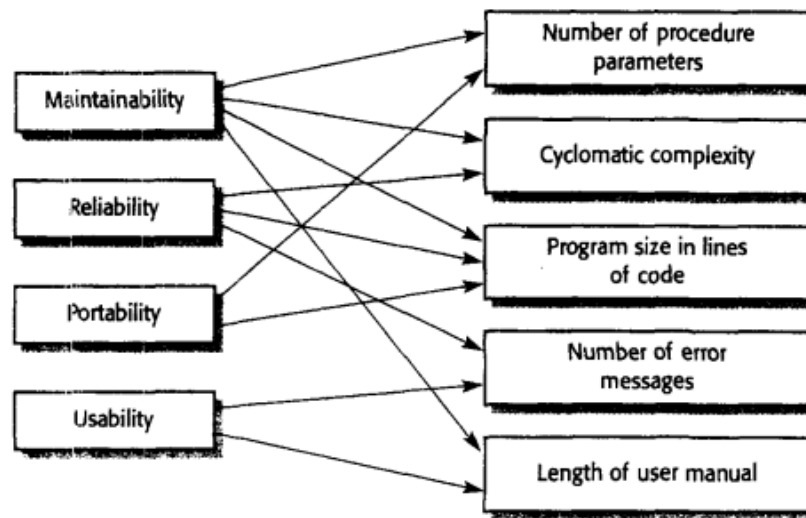 Maintainability
Reliability
Portability
Usability
Number of procedure
parameters
Cyclomatic complexity
Program size in lines
of code
Number of error
messages
Length of user manual